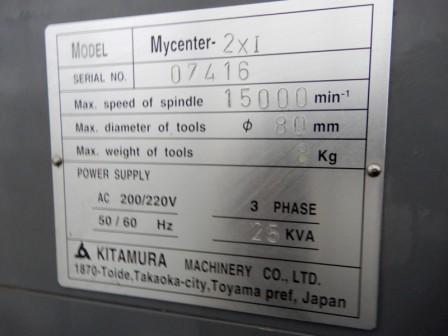 MODEL Mycenter-2xI
SERIAL NO. 07416
Max. speed of spindle 15000 min⁻¹
Max. diameter of tools φ 80 mm
Max. weight of tools 8 Kg
POWER SUPPLY
AC 200/220V 3 PHASE
50/60 Hz 25 KVA
KITAMURA MACHINERY CO., LTD.
1870-Toide,Takaoka-city,Toyama pref, Japan